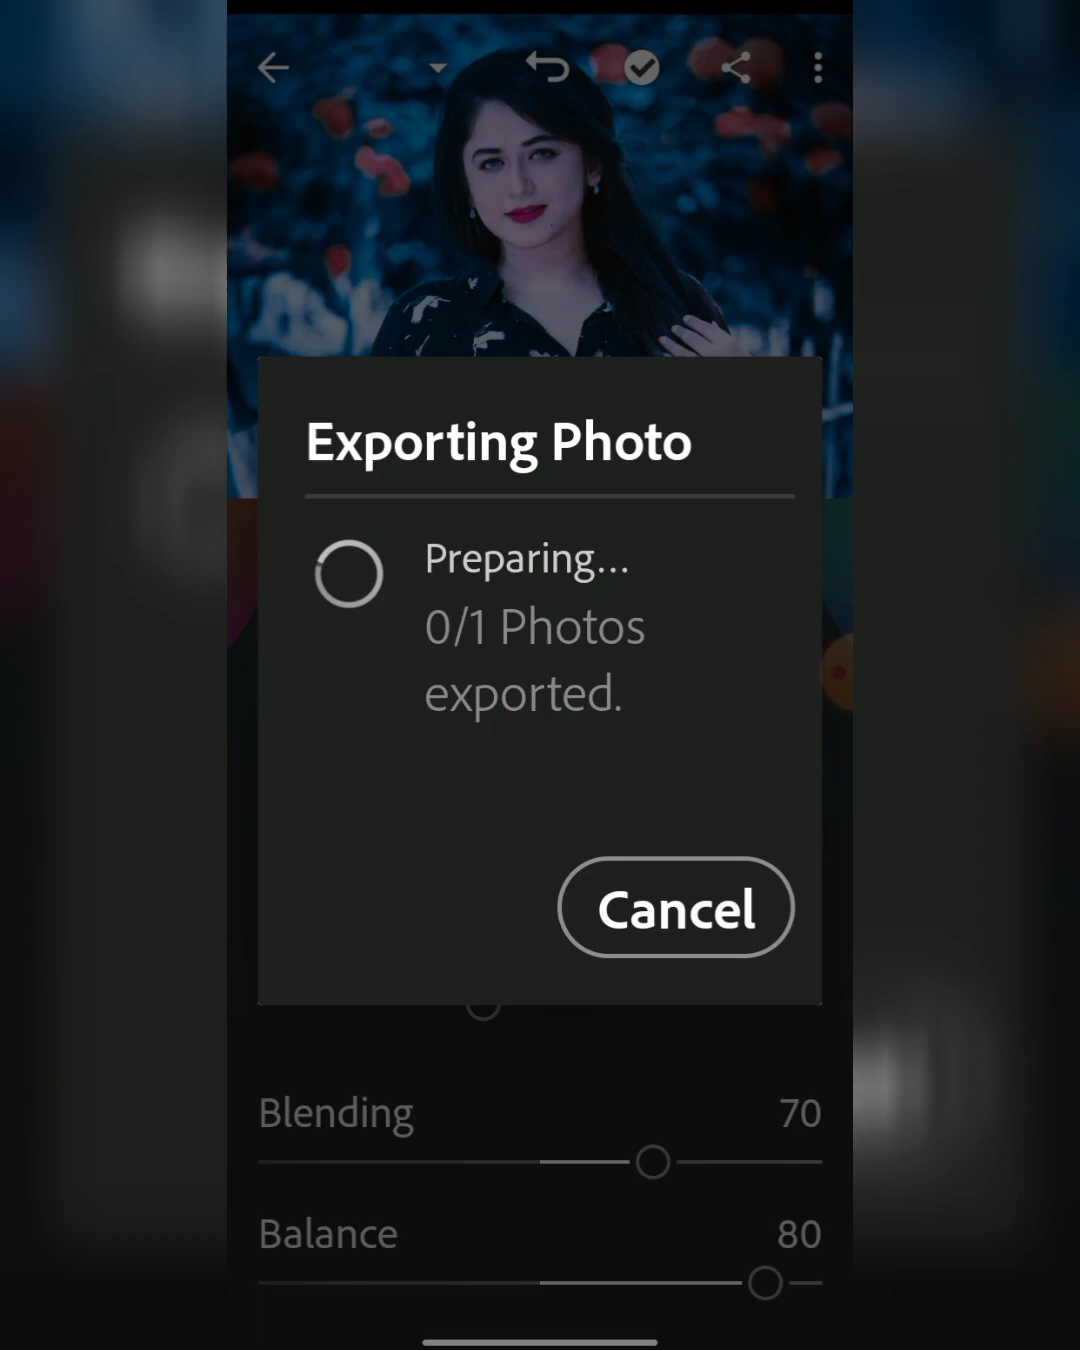 Exporting Photo
Preparing...
0/1 Photos
exported.
Cancel
Blending 70
Balance 80